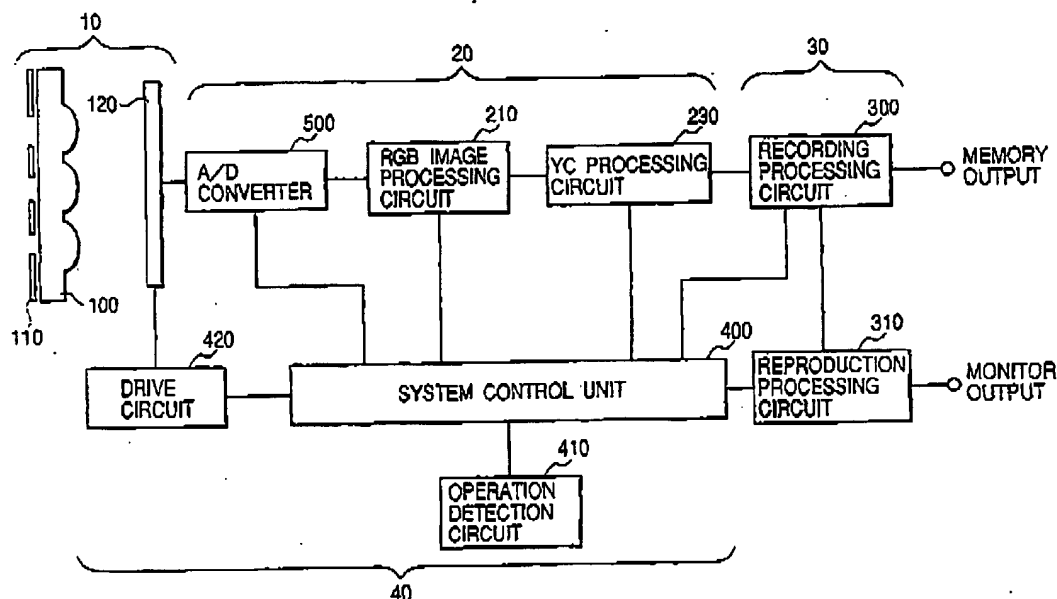 10
20
30
120
500
210
230
300
A/D
CONVERTER
RGB IMAGE
PROCESSING
CIRCUIT
YC PROCESSING
CIRCUIT
RECORDING
PROCESSING
CIRCUIT
MEMORY
OUTPUT
110
100
420
400
310
DRIVE
CIRCUIT
SYSTEM CONTROL UNIT
REPRODUCTION
PROCESSING
CIRCUIT
MONITOR
OUTPUT
410
OPERATION
DETECTION
CIRCUIT
40